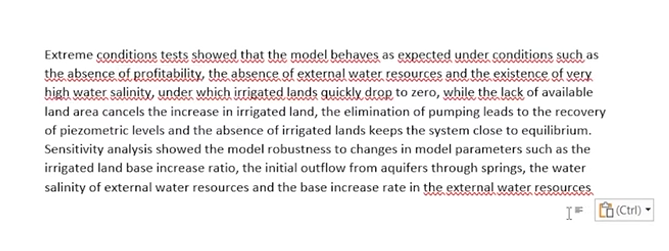 Extreme conditions tests showed that the model behaves as expected under conditions such as
the absence of profitability, the absence of external water resources and the existence of very
high water salinity, under which irrigated lands quickly drop to zero, while the lack of available
land area cancels the increase in irrigated land, the elimination of pumping leads to the recovery
of piezometric levels and the absence of irrigated lands keeps the system close to equilibrium.
Sensitivity analysis showed the model robustness to changes in model parameters such as the
irrigated land base increase ratio, the initial outflow from aquifers through springs, the water
salinity of external water resources and the base increase rate in the external water resources
(Ctrl)